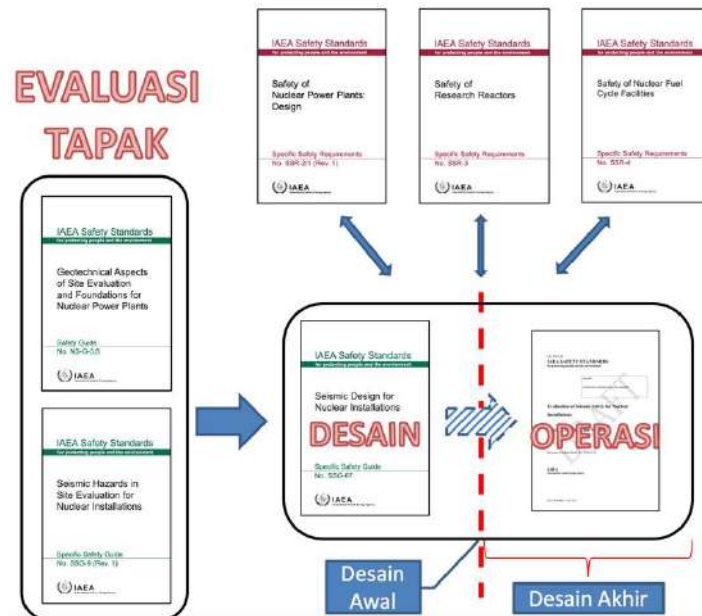 EVALUASI
TAPAK
IAEA Safety Standards
for protecting people and the environment
Safety of
Nuclear Power Plants:
Design
Specific Safety Requirements
No. SSR-2/1 (Rev. 1)
IAEA
IAEA Safety Standards
for protecting people and the environment
Safety of
Research Reactors
Specific Safety Requirements
No. SSR-3
IAEA
IAEA Safety Standards
for protecting people and the environment
Safety of Nuclear Fuel
Cycle Facilities
Specific Safety Requirements
No. SSR-4
IAEA
IAEA Safety Standards
for protecting people and the environment
Geotechnical Aspects
of Site Evaluation
and Foundations for
Nuclear Power Plants
Safety Guide
No. NS-G-3.6
IAEA
IAEA Safety Standards
for protecting people and the environment
Seismic Hazards in
Site Evaluation for
Nuclear Installations
Specific Safety Guide
No. SSG-9 (Rev. 1)
IAEA
IAEA Safety Standards
for protecting people and the environment
Seismic Design for
Nuclear Installations
DESAIN
Specific Safety Guide
No. SSG-67
IAEA
IAEA SAFETY STANDARDS
Evaluation of Seismic Safety for Nuclear
Installations
DRAFT
OPERASI
IAEA
Desain
Awal
Desain Akhir